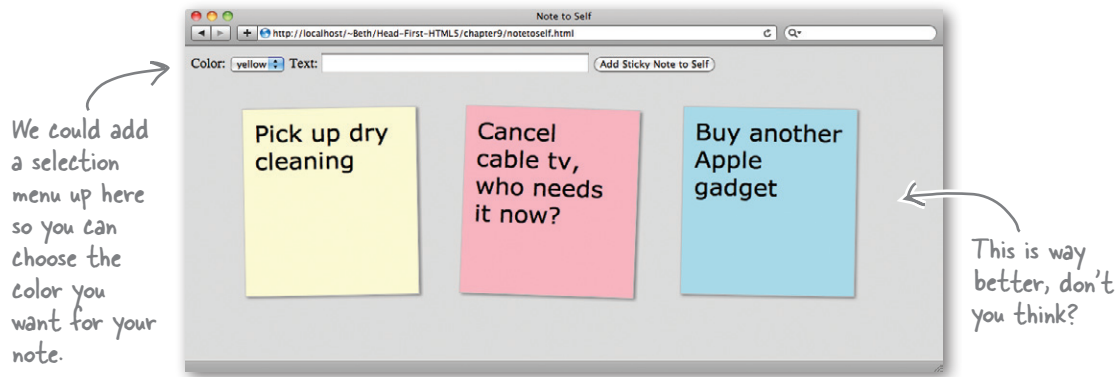 Note to Self
http://localhost/~Beth/Head-First-HTML5/chapter9/notetoself.html
Color: yellow Text: Add Sticky Note to Self
We could add
a selection
menu up here
so you can
choose the
color you
want for your
note.
Pick up dry
cleaning
Cancel
cable tv,
who needs
it now?
Buy another
Apple
gadget
This is way
better, don't
you think?